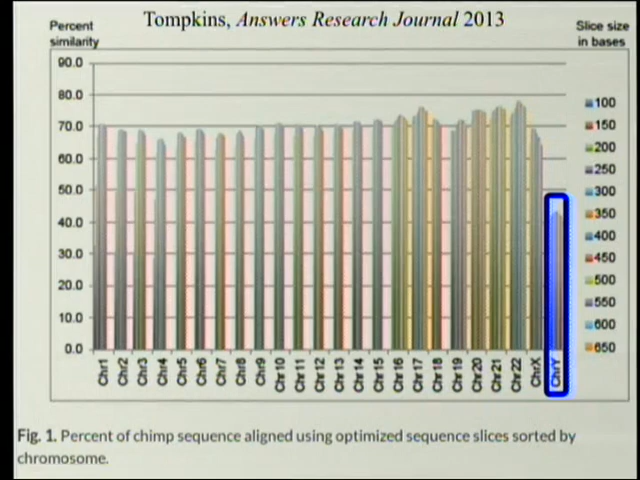 Tompkins, Answers Research Journal 2013
Percent
similarity
Slice size
in bases
90.0
80.0
70.0
60.0
50.0
40.0
30.0
20.0
10.0
0.0
100
150
200
250
300
350
400
450
500
550
600
650
Chr1
Chr2
Chr3
Chr4
Chr5
Chr6
Chr7
Chr8
Chr9
Chr10
Chr11
Chr12
Chr13
Chr14
Chr15
Chr16
Chr17
Chr18
Chr19
Chr20
Chr21
Chr22
ChrX
ChrY
Fig. 1. Percent of chimp sequence aligned using optimized sequence slices sorted by
chromosome.